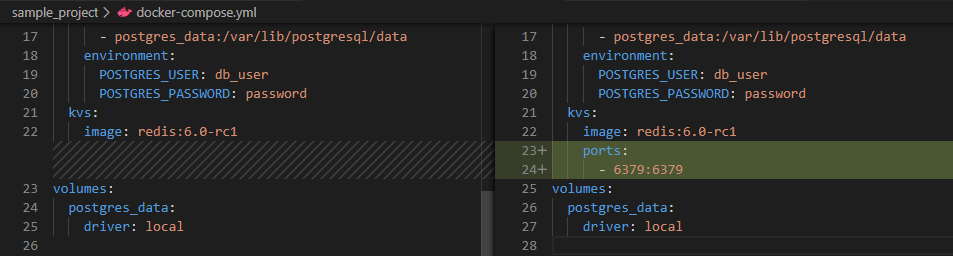 sample_project > docker-compose.yml
17 - postgres_data:/var/lib/postgresql/data
18 environment:
19 POSTGRES_USER: db_user
20 POSTGRES_PASSWORD: password
21 kvs:
22 image: redis:6.0-rc1
23 volumes:
24 postgres_data:
25 driver: local
26
17 - postgres_data:/var/lib/postgresql/data
18 environment:
19 POSTGRES_USER: db_user
20 POSTGRES_PASSWORD: password
21 kvs:
22 image: redis:6.0-rc1
23+ ports:
24+ - 6379:6379
25 volumes:
26 postgres_data:
27 driver: local
28